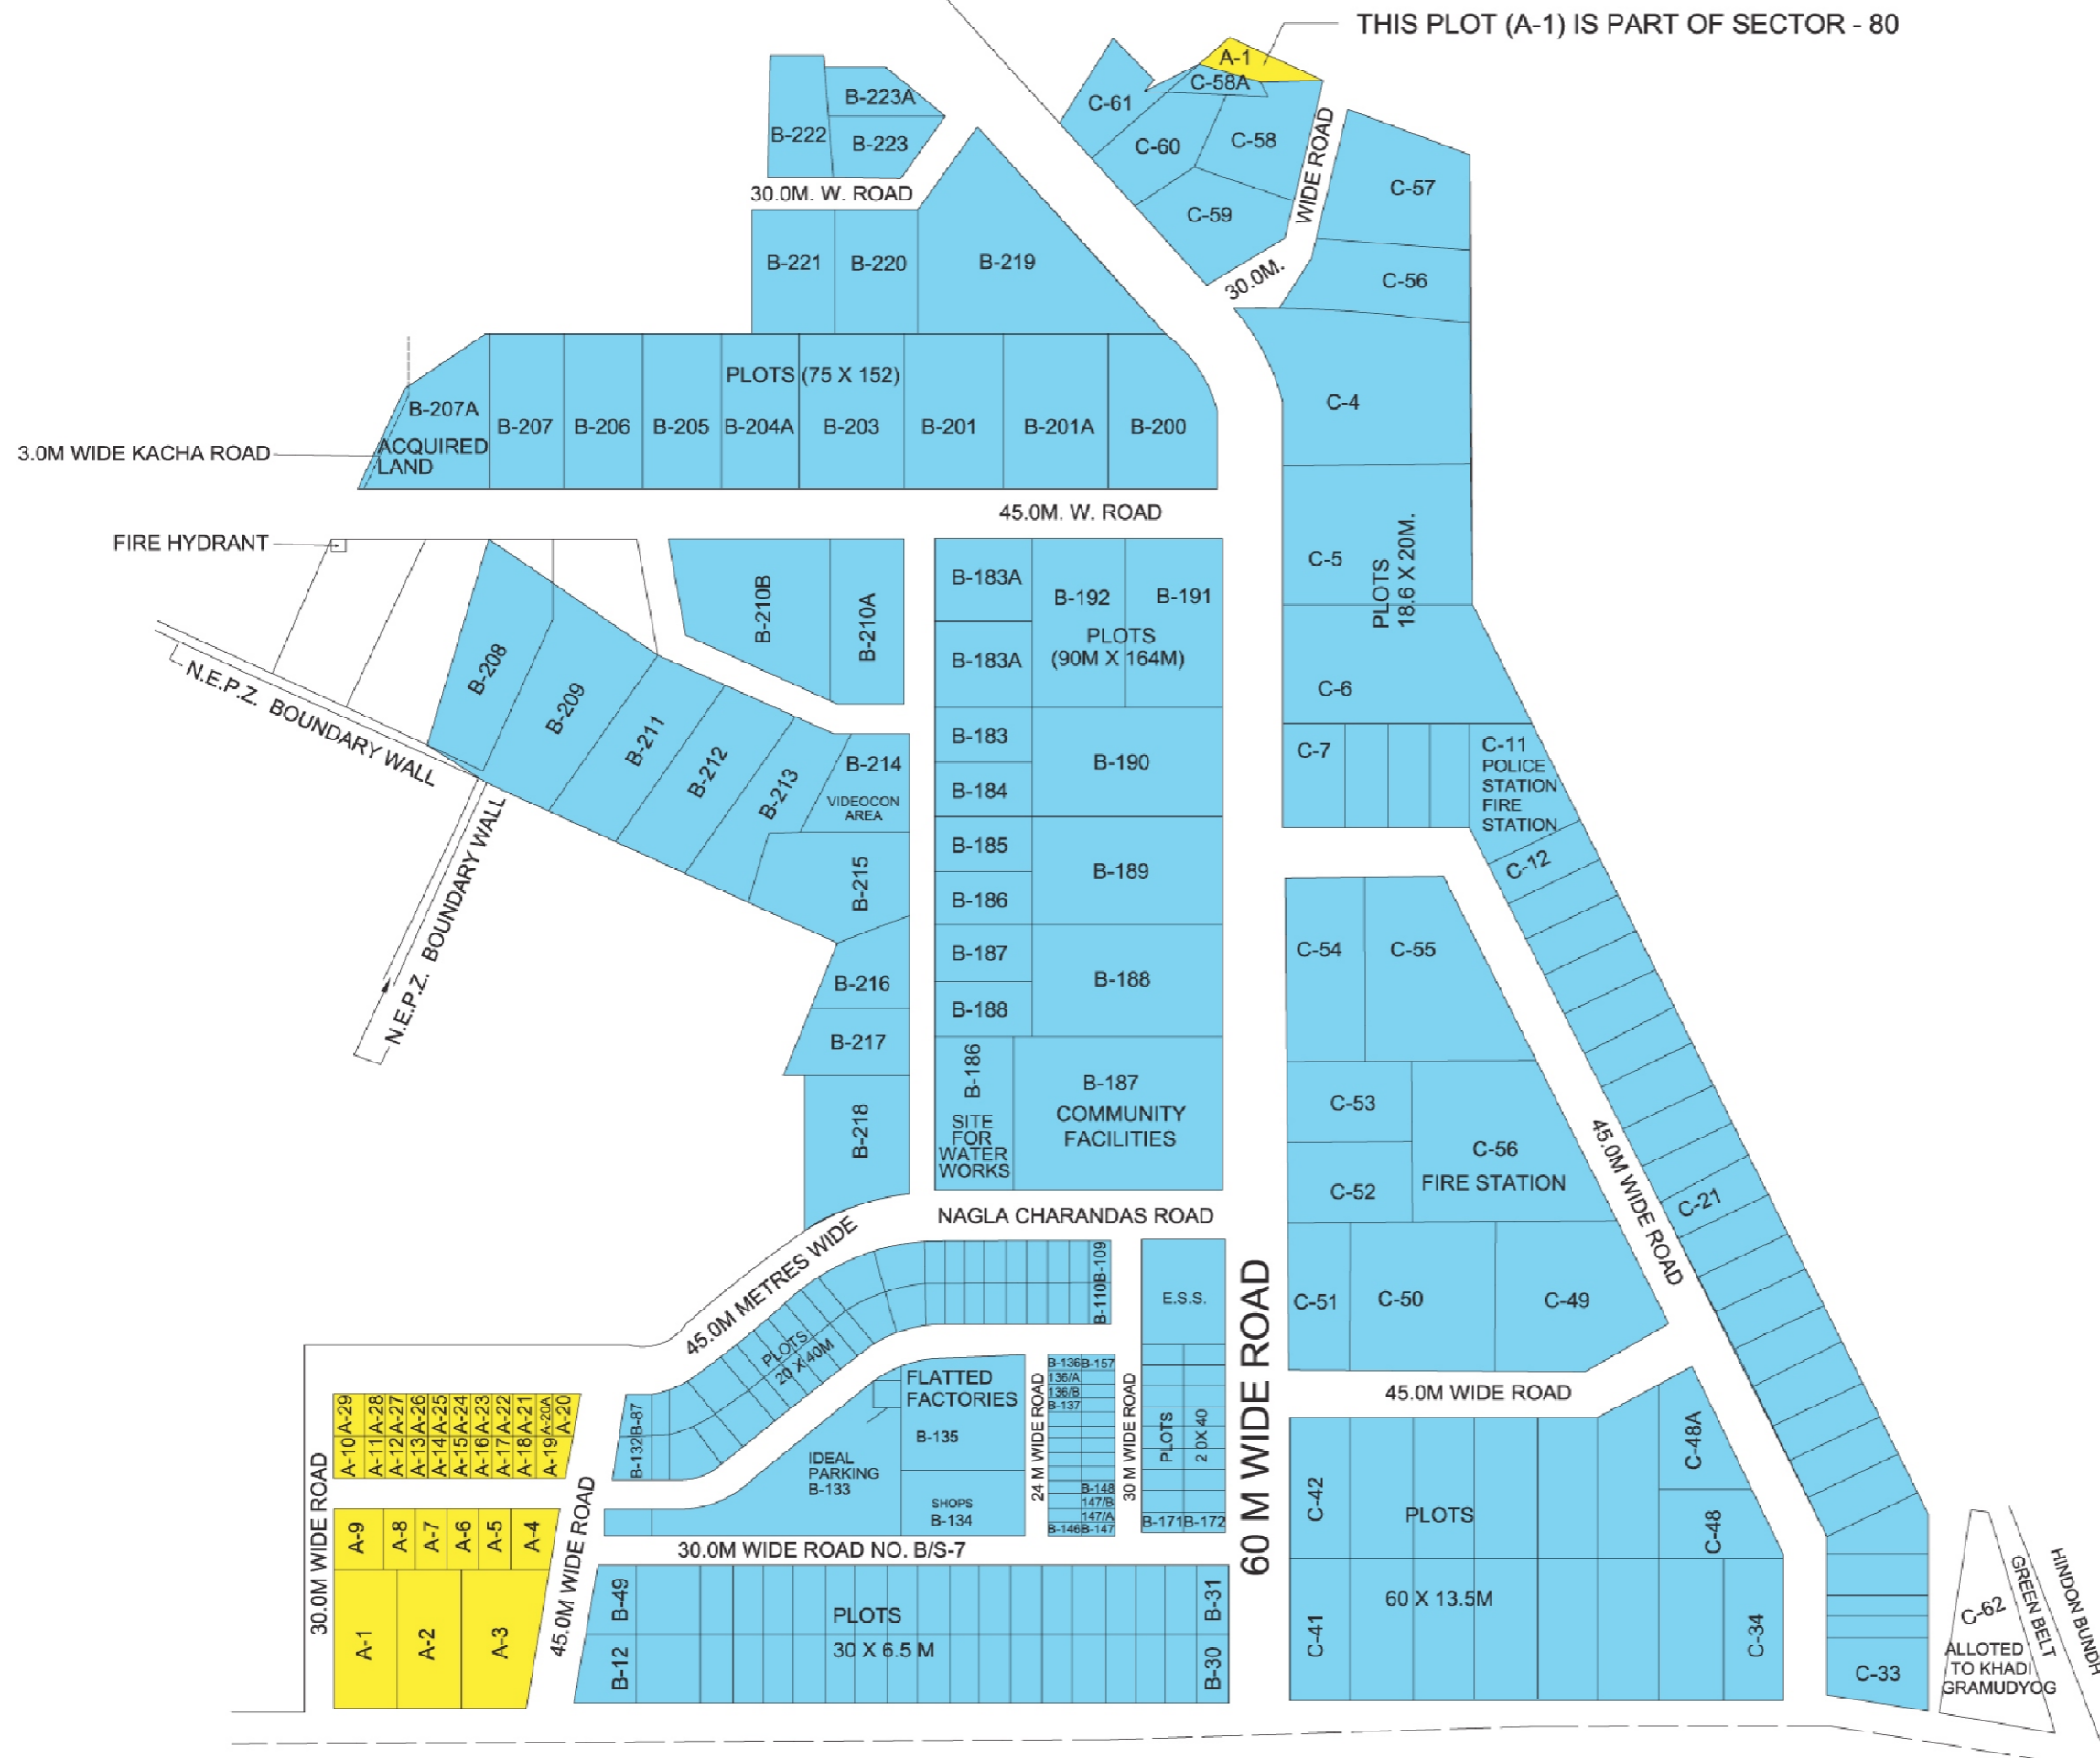 THIS PLOT (A-1) IS PART OF SECTOR - 80
A-1
C-58A
C-61
C-60
C-58
C-59
30.0M. WIDE ROAD
C-57
C-56
B-222
B-223A
B-223
30.0M. W. ROAD
B-221
B-220
B-219
PLOTS (75 X 152)
B-207A
ACQUIRED
LAND
B-207
B-206
B-205
B-204A
B-203
B-201
B-201A
B-200
3.0M WIDE KACHA ROAD
45.0M. W. ROAD
FIRE HYDRANT
N.E.P.Z. BOUNDARY WALL
N.E.P.Z. BOUNDARY WALL
B-208
B-209
B-211
B-212
B-213
B-210B
B-210A
B-214
VIDEOCON
AREA
B-215
B-216
B-217
B-218
B-183A
B-183A
B-192
B-191
PLOTS
(90M X 164M)
B-183
B-184
B-190
B-185
B-186
B-189
B-187
B-188
B-188
B-186
SITE
FOR
WATER
WORKS
B-187
COMMUNITY
FACILITIES
C-4
C-5
PLOTS
18.6 X 20M.
C-6
C-7
C-11
POLICE
STATION
FIRE
STATION
C-12
C-54
C-55
C-53
C-52
C-56
FIRE STATION
C-51
C-50
C-49
45.0M WIDE ROAD
C-21
NAGLA CHARANDAS ROAD
45.0M METRES WIDE
PLOTS
20 X 40M
B-109
B-110
E.S.S.
60 M WIDE ROAD
45.0M WIDE ROAD
B-87
B-132
FLATTED
FACTORIES
B-135
IDEAL
PARKING
B-133
SHOPS
B-134
24 M WIDE ROAD
B-136
B-157
136/A
136/B
B-137
B-148
147/B
147/A
B-146
B-147
30 M WIDE ROAD
PLOTS
2 0X 40
B-171
B-172
30.0M WIDE ROAD NO. B/S-7
A-29
A-28
A-27
A-26
A-25
A-24
A-23
A-22
A-21
A-20A
A-20
A-10
A-11
A-12
A-13
A-14
A-15
A-16
A-17
A-18
A-19
30.0M WIDE ROAD
45.0M WIDE ROAD
A-9
A-8
A-7
A-6
A-5
A-4
A-1
A-2
A-3
B-49
B-12
PLOTS
30 X 6.5 M
B-31
B-30
C-42
C-41
PLOTS
60 X 13.5M
C-48A
C-48
C-34
C-33
C-62
ALLOTED
TO KHADI
GRAMUDYOG
GREEN BELT
HINDON BUNDH